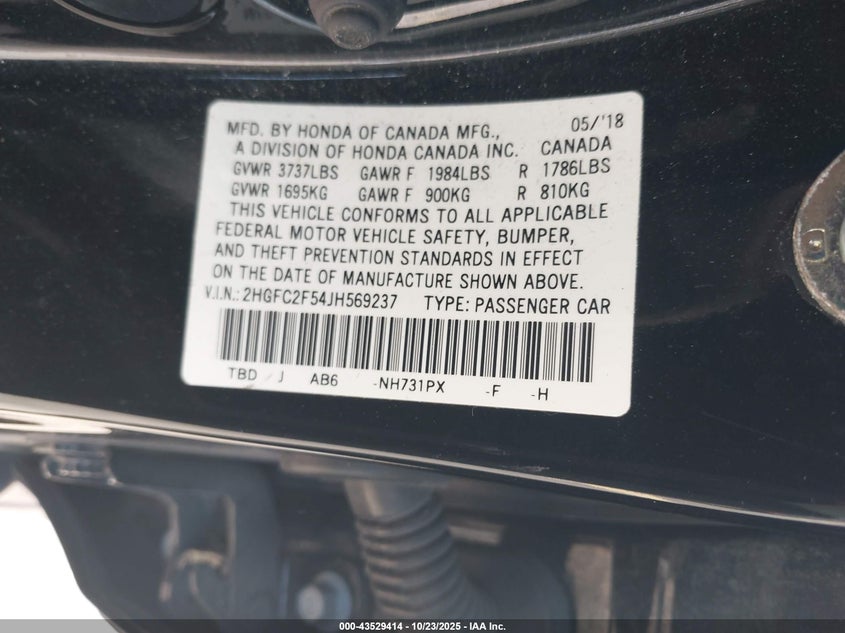 MFD. BY HONDA OF CANADA MFG., 05/'18
A DIVISION OF HONDA CANADA INC. CANADA
GVWR 3737LBS GAWR F 1984LBS R 1786LBS
GVWR 1695KG GAWR F 900KG R 810KG
THIS VEHICLE CONFORMS TO ALL APPLICABLE
FEDERAL MOTOR VEHICLE SAFETY, BUMPER,
AND THEFT PREVENTION STANDARDS IN EFFECT
ON THE DATE OF MANUFACTURE SHOWN ABOVE.
V.I.N.: 2HGFC2F54JH569237 TYPE: PASSENGER CAR
TBD / J AB6 -NH731PX -F -H
000-43529414 - 10/23/2025 - IAA Inc.